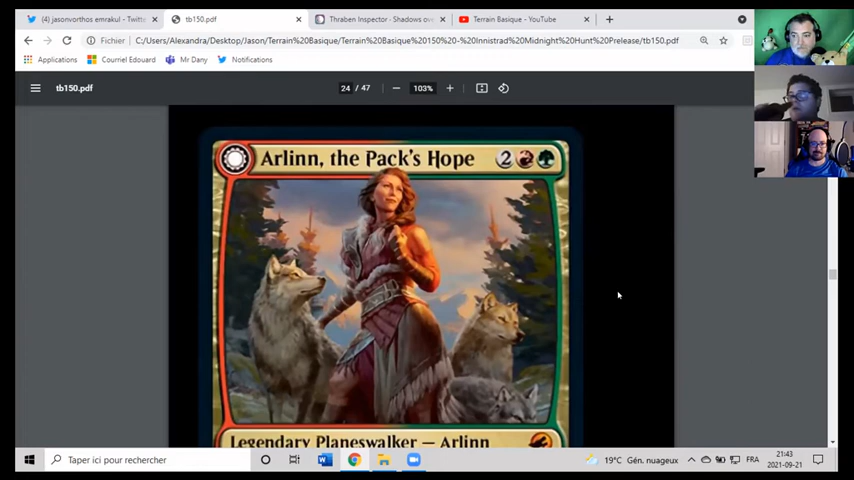 (4) jasonvorthos emrakul - Twitte
tb150.pdf
Thraben Inspector - Shadows ove
Terrain Basique - YouTube
Fichier
C:/Users/Alexandra/Desktop/Jason/Terrain%20Basique/Terrain%20Basique%20150%20-%20Innistrad%20Midnight%20Hunt%20Prelease/tb150.pdf
Applications
Courriel Edouard
Mr Dany
Notifications
tb150.pdf
24 / 47
103%
Arlinn, the Pack's Hope
2
Legendary Planeswalker — Arlinn
Taper ici pour rechercher
19°C Gén. nuageux
FRA
21:43
2021-09-21